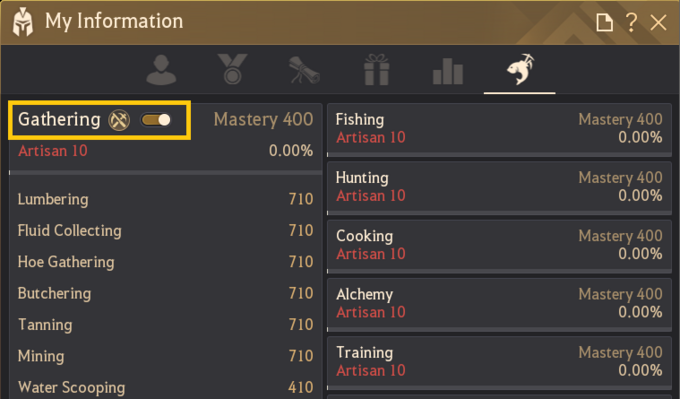 My Information
?
Gathering Mastery 400
Artisan 10 0.00%
Lumbering 710
Fluid Collecting 710
Hoe Gathering 710
Butchering 710
Tanning 710
Mining 710
Water Scooping 410
Fishing Mastery 400
Artisan 10 0.00%
Hunting Mastery 400
Artisan 10 0.00%
Cooking Mastery 400
Artisan 10 0.00%
Alchemy Mastery 400
Artisan 10 0.00%
Training Mastery 400
Artisan 10 0.00%